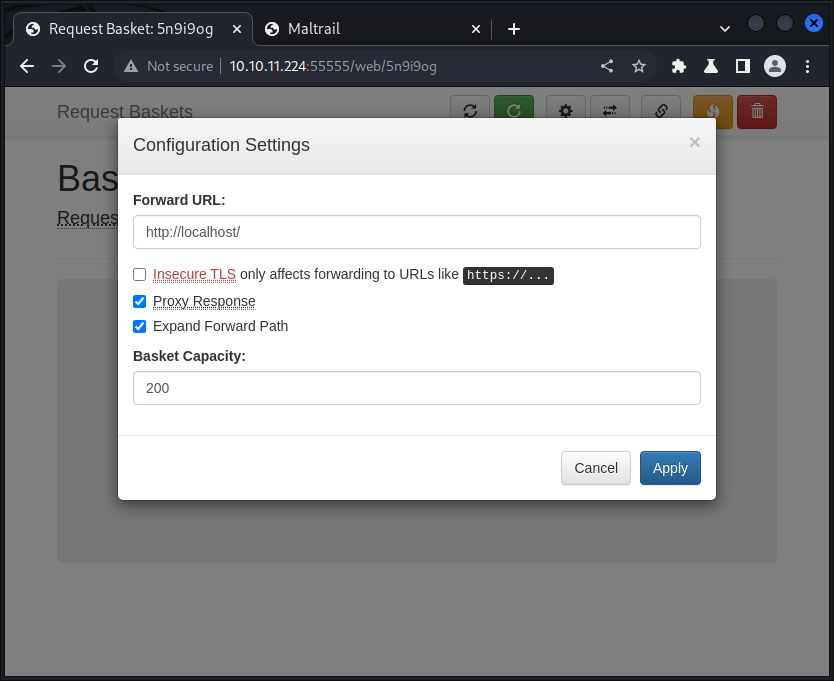 Request Basket: 5n9i9og
Maltrail
Not secure 10.10.11.224:55555/web/5n9i9og
Request Baskets
Configuration Settings
Bas
Reques
Forward URL:
http://localhost/
Insecure TLS only affects forwarding to URLs like https://...
Proxy Response
Expand Forward Path
Basket Capacity:
200
Cancel Apply